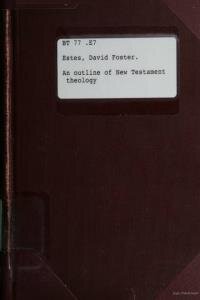 BT 77 .E7
Estes, David Foster.
An outline of New Testament
theology